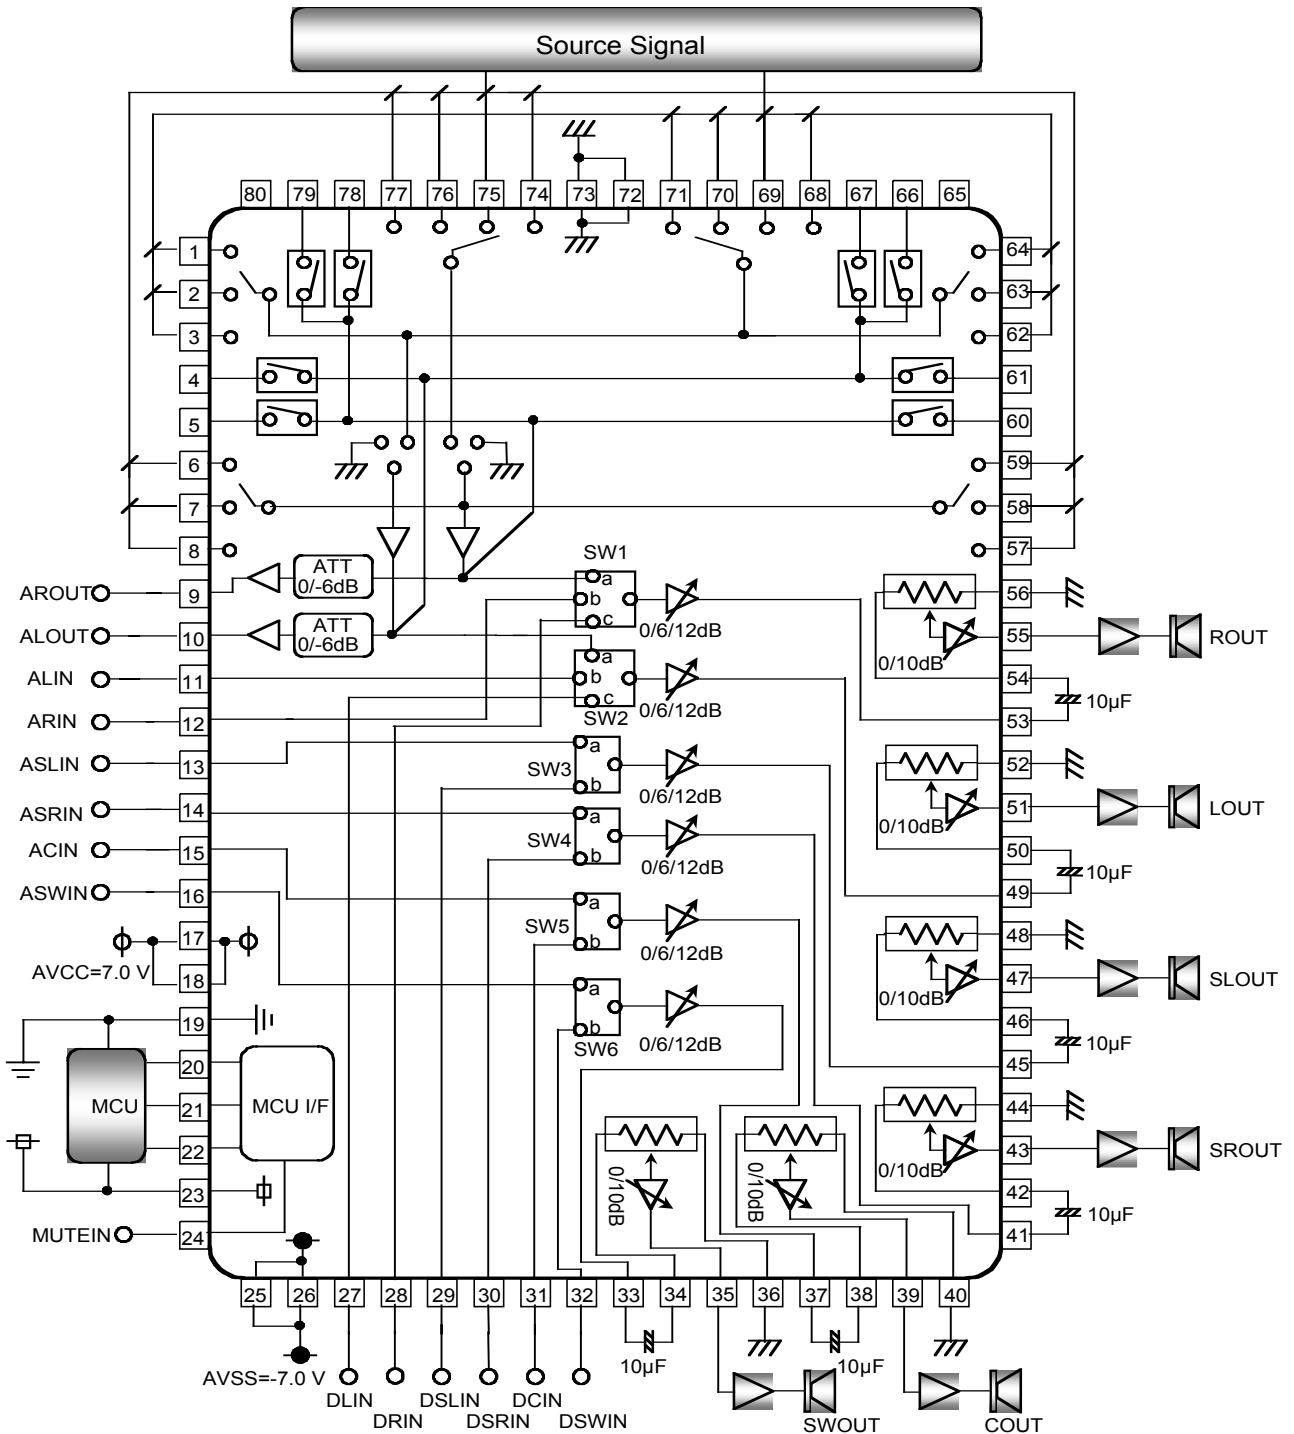 Source Signal
80 79 78 77 76 75 74 73 72 71 70 69 68 67 66 65
1 64
2 63
3 62
4 61
5 60
6 59
7 58
8 57
SW1
AROUT 9 ATT 0/-6dB a b c 0/6/12dB 56
0/10dB 55 ROUT
ALOUT 10 ATT 0/-6dB
ALIN 11 a b c 0/6/12dB 54
10µF
SW2
ARIN 12 53
ASLIN 13 SW3 a b 0/6/12dB 52
ASRIN 14 0/10dB 51 LOUT
SW4 a b 0/6/12dB
ACIN 15 50
10µF
ASWIN 16 49
SW5 a b 0/6/12dB
17 48
AVCC=7.0 V
18 0/10dB 47 SLOUT
a b 0/6/12dB
SW6
19 46
10µF
20 45
MCU 21 MCU I/F 44
22 0/10dB 43 SROUT
0/10dB 0/10dB
23 42
10µF
MUTEIN 24 41
25 26 27 28 29 30 31 32 33 34 35 36 37 38 39 40
10µF 10µF
AVSS=-7.0 V
DLIN DSLIN DCIN
DRIN DSRIN DSWIN
SWOUT COUT